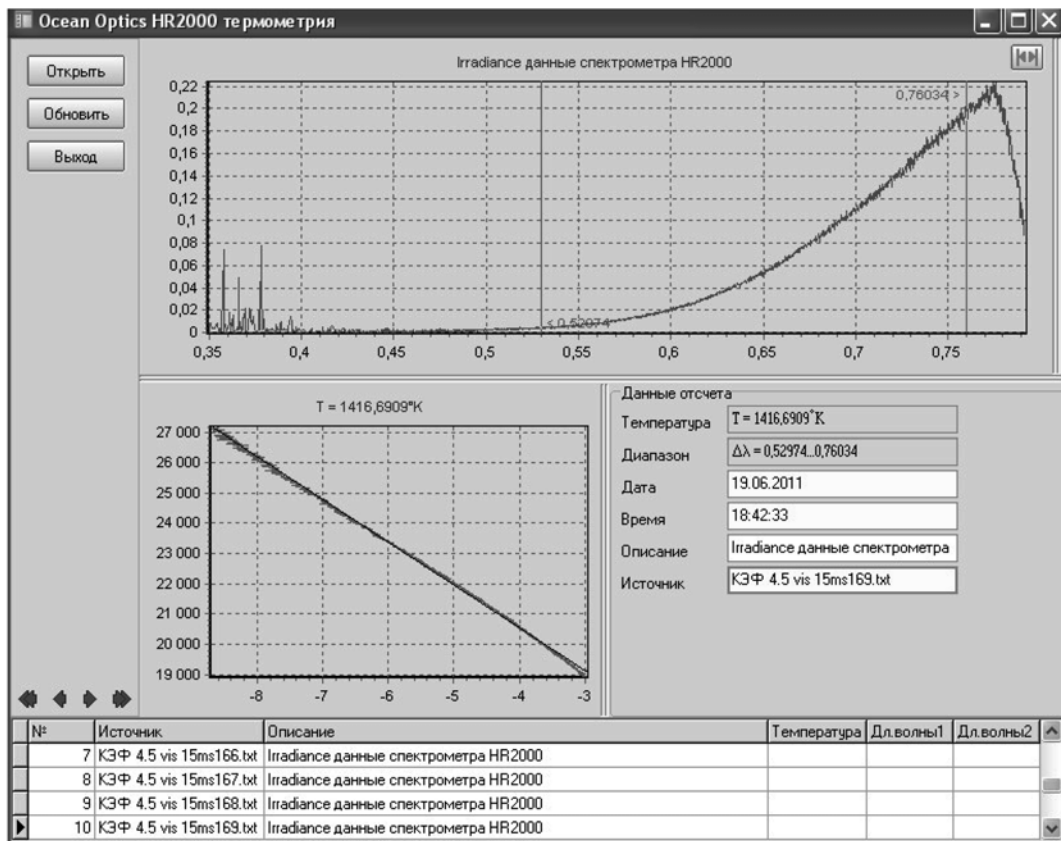 Ocean Optics HR2000 термометрия
Открыть
Обновить
Выход
Irradiance данные спектрометра HR2000
0,22
0,2
0,18
0,16
0,14
0,12
0,1
0,08
0,06
0,04
0,02
0
0,76034 >
< 0,52974
0,35 0,4 0,45 0,5 0,55 0,6 0,65 0,7 0,75
T = 1416,6909°K
27 000
26 000
25 000
24 000
23 000
22 000
21 000
20 000
19 000
-8 -7 -6 -5 -4 -3
Данные отсчета
Температура T = 1416,6909°K
Диапазон Δλ = 0,52974...0,76034
Дата 19.06.2011
Время 18:42:33
Описание Irradiance данные спектрометра
Источник КЭФ 4.5 vis 15ms169.txt
№ Источник Описание Температура Дл.волны1 Дл.волны2
7 КЭФ 4.5 vis 15ms166.txt Irradiance данные спектрометра HR2000
8 КЭФ 4.5 vis 15ms167.txt Irradiance данные спектрометра HR2000
9 КЭФ 4.5 vis 15ms168.txt Irradiance данные спектрометра HR2000
10 КЭФ 4.5 vis 15ms169.txt Irradiance данные спектрометра HR2000